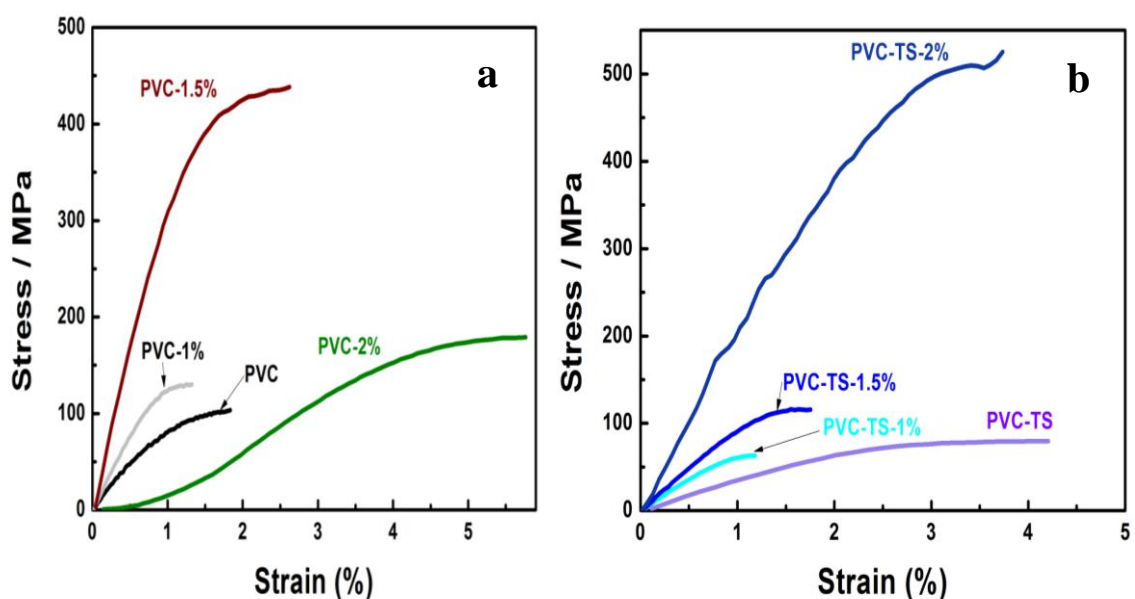 a
500
400
300
200
100
0
Stress / MPa
PVC-1.5%
PVC-1%
PVC
PVC-2%
0 1 2 3 4 5
Strain (%)
b
500
400
300
200
100
0
Stress / MPa
PVC-TS-2%
PVC-TS-1.5%
PVC-TS-1%
PVC-TS
0 1 2 3 4 5
Strain (%)